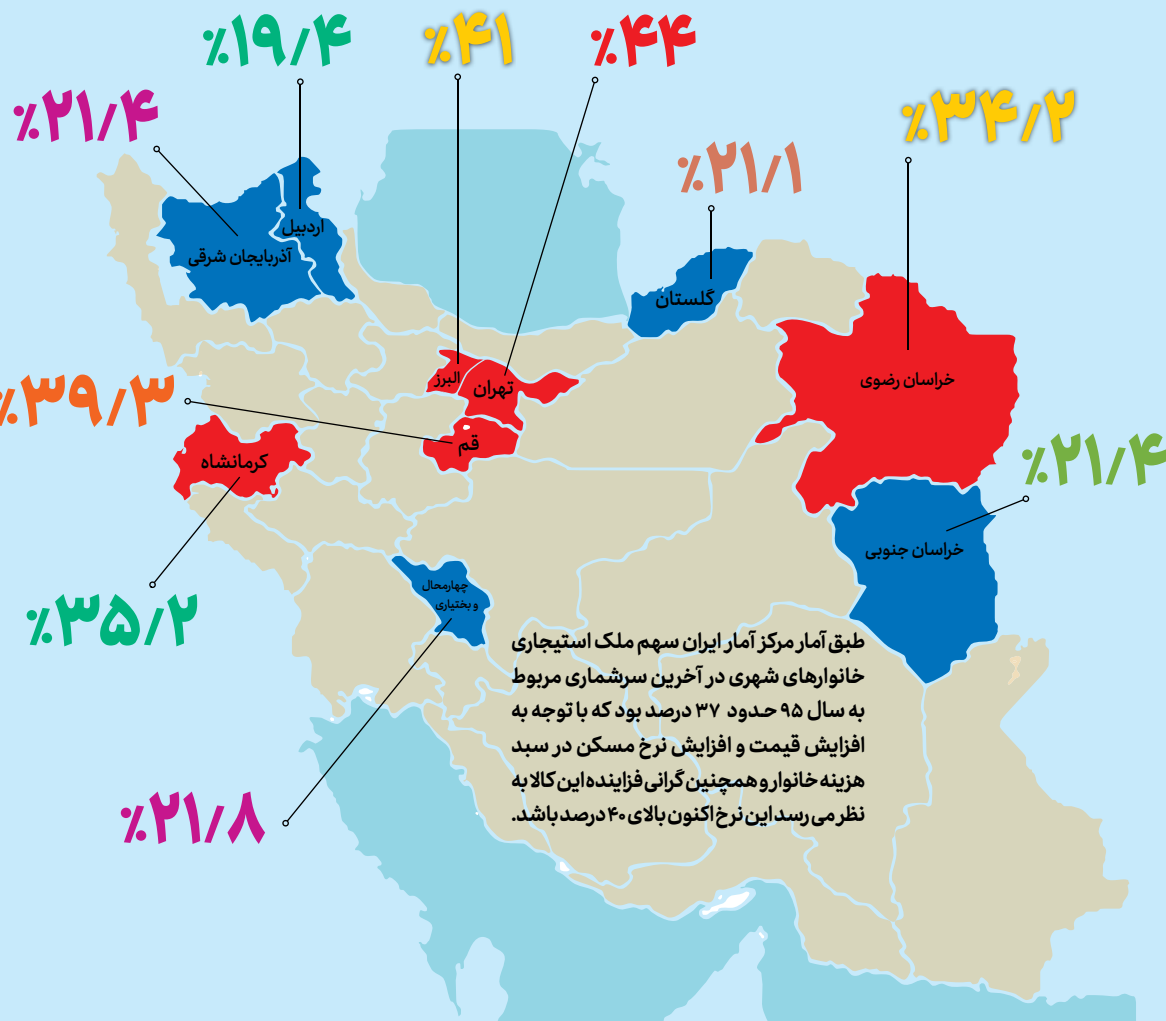 ٪۴۴
٪۴۱
٪۱۹/۴
٪۲۱/۴
٪۳۴/۲
٪۲۱/۱
اردبیل
آذربایجان شرقی
گلستان
البرز
تهران
خراسان رضوی
٪۳۹/۳
قم
کرمانشاه
٪۲۱/۴
خراسان جنوبی
چهارمحال
و بختیاری
٪۳۵/۲
طبق آمار مرکز آمار ایران سهم ملک استیجاری
خانوارهای شهری در آخرین سرشماری مربوط
به سال ۹۵ حدود ۳۷ درصد بود که با توجه به
افزایش قیمت و افزایش نرخ مسکن در سبد
هزینه خانوار و همچنین گرانی فزاینده این کالا به
نظر می رسد این نرخ اکنون بالای ۴۰ درصد باشد.
٪۲۱/۸